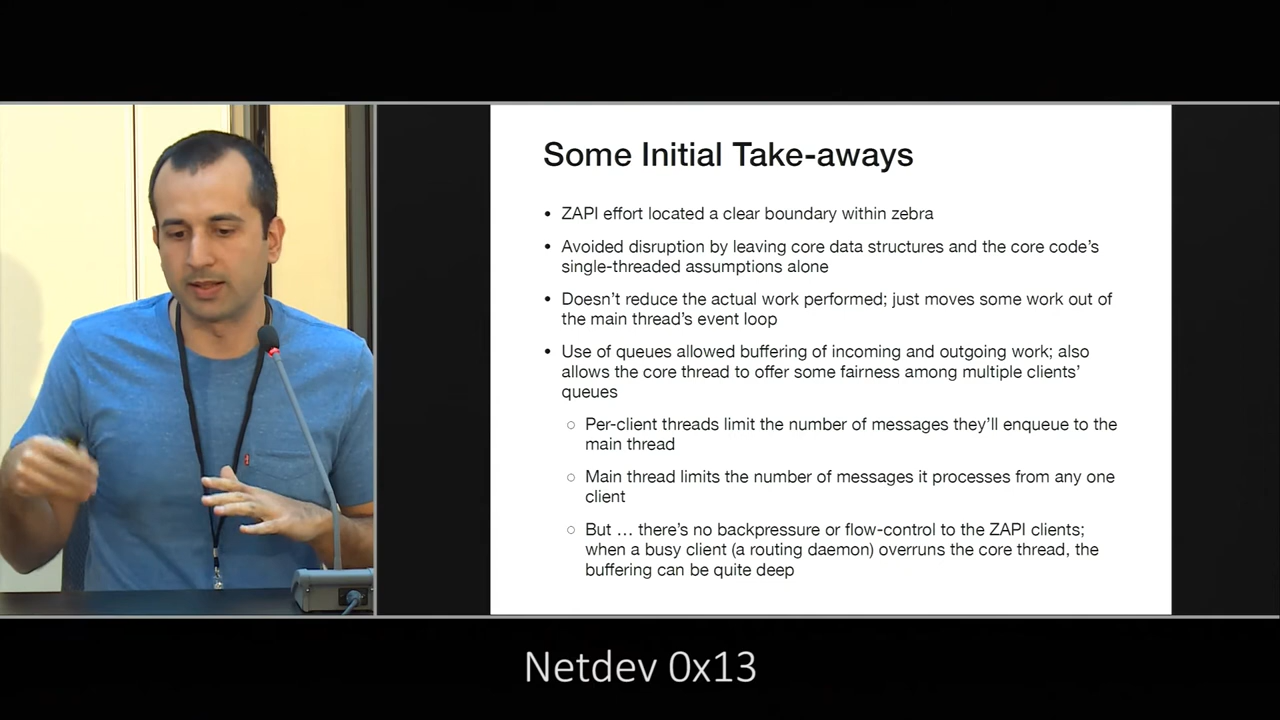 Some Initial Take-aways
• ZAPI effort located a clear boundary within zebra
• Avoided disruption by leaving core data structures and the core code's
single-threaded assumptions alone
• Doesn't reduce the actual work performed; just moves some work out of
the main thread's event loop
• Use of queues allowed buffering of incoming and outgoing work; also
allows the core thread to offer some fairness among multiple clients'
queues
○ Per-client threads limit the number of messages they'll enqueue to the
main thread
○ Main thread limits the number of messages it processes from any one
client
○ But … there's no backpressure or flow-control to the ZAPI clients;
when a busy client (a routing daemon) overruns the core thread, the
buffering can be quite deep
Netdev 0x13